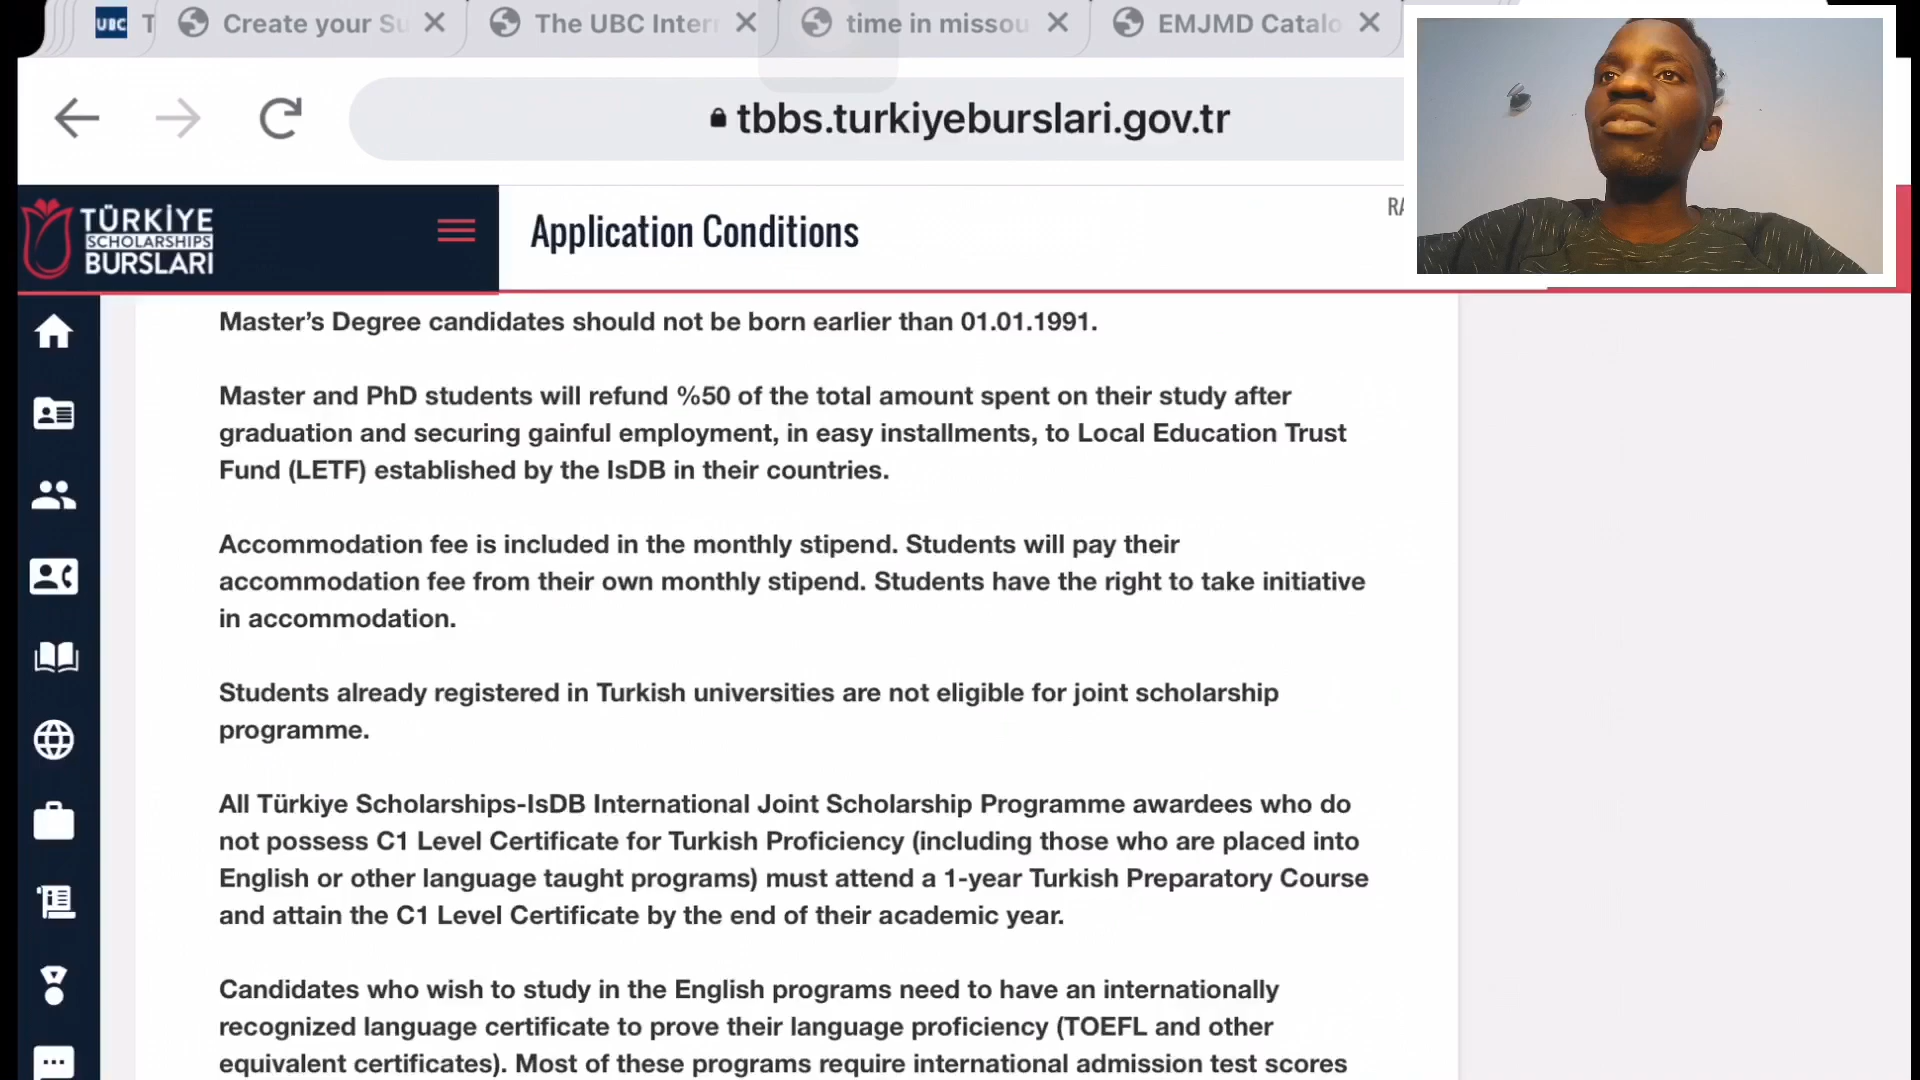 UBC T
Create your Su
The UBC Inter
time in missou
EMJMD Catalo
tbbs.turkiyeburslari.gov.tr
TÜRKİYE
SCHOLARSHIPS
BURSLARI
Application Conditions
RA
Master's Degree candidates should not be born earlier than 01.01.1991.
Master and PhD students will refund %50 of the total amount spent on their study after
graduation and securing gainful employment, in easy installments, to Local Education Trust
Fund (LETF) established by the IsDB in their countries.
Accommodation fee is included in the monthly stipend. Students will pay their
accommodation fee from their own monthly stipend. Students have the right to take initiative
in accommodation.
Students already registered in Turkish universities are not eligible for joint scholarship
programme.
All Türkiye Scholarships-IsDB International Joint Scholarship Programme awardees who do
not possess C1 Level Certificate for Turkish Proficiency (including those who are placed into
English or other language taught programs) must attend a 1-year Turkish Preparatory Course
and attain the C1 Level Certificate by the end of their academic year.
Candidates who wish to study in the English programs need to have an internationally
recognized language certificate to prove their language proficiency (TOEFL and other
equivalent certificates). Most of these programs require international admission test scores